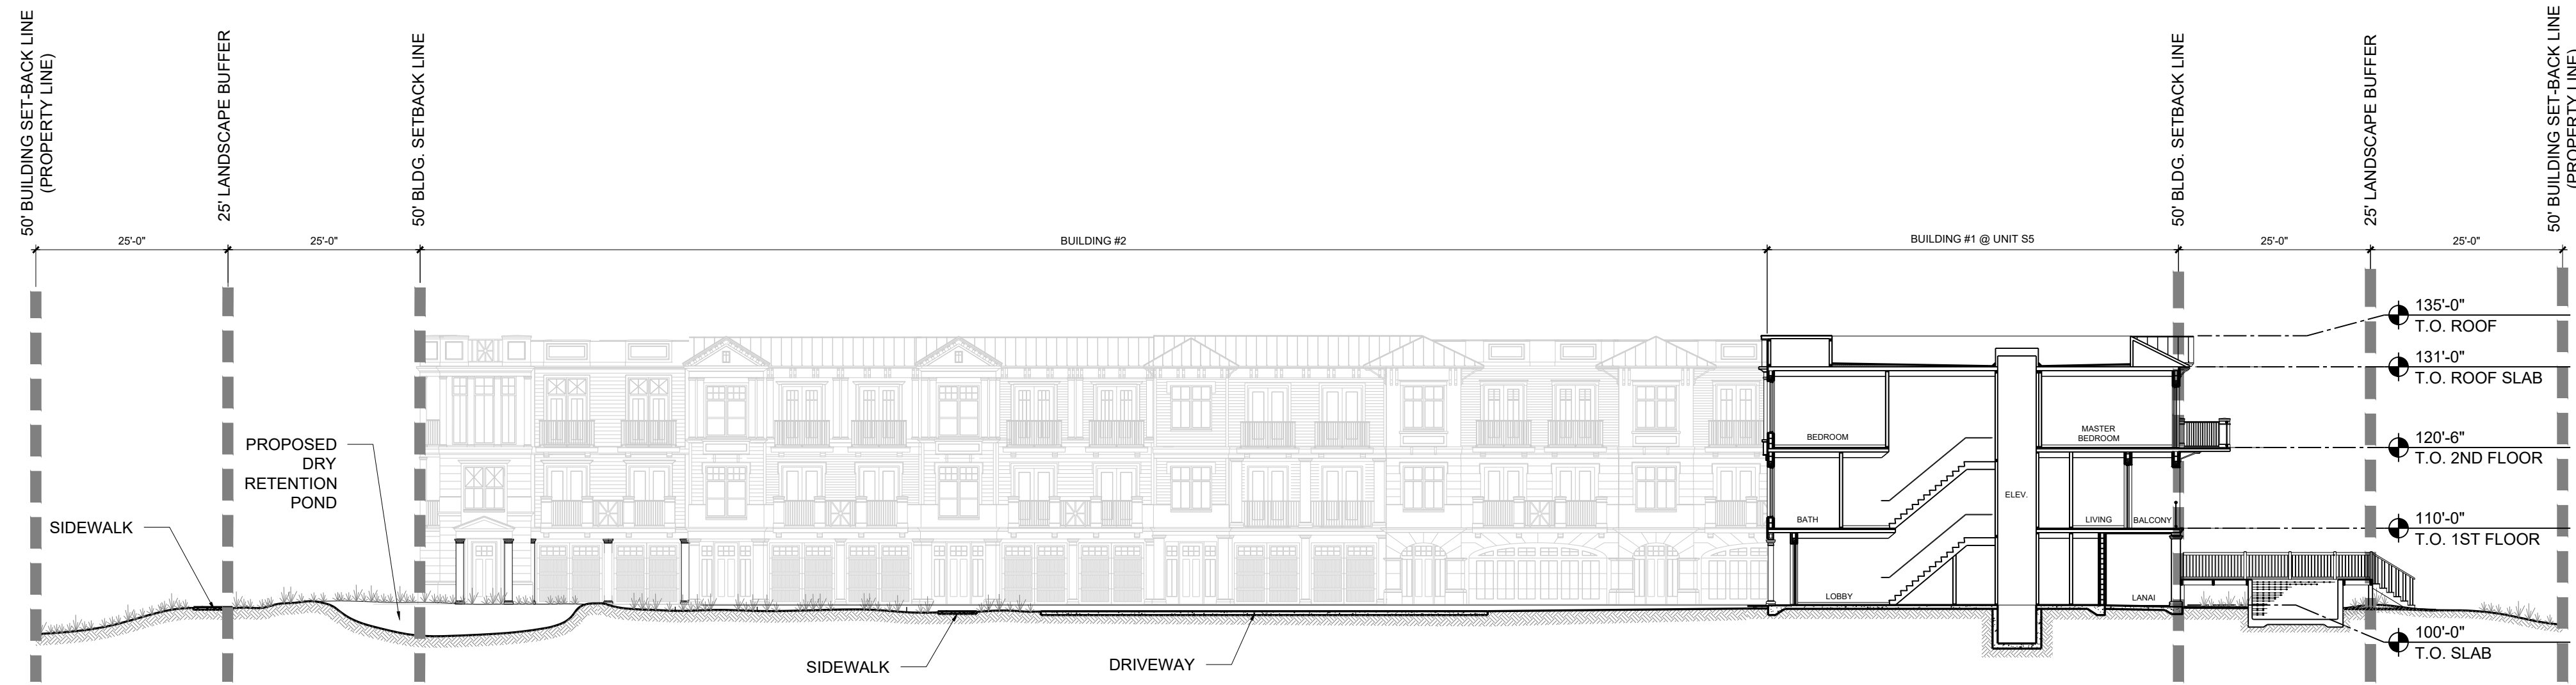 50' BUILDING SET-BACK LINE
(PROPERTY LINE)
25' LANDSCAPE BUFFER
50' BLDG. SETBACK LINE
50' BLDG. SETBACK LINE
25' LANDSCAPE BUFFER
50' BUILDING SET-BACK LINE
(PROPERTY LINE)
25'-0"
25'-0"
BUILDING #2
BUILDING #1 @ UNIT S5
25'-0"
25'-0"
135'-0"
T.O. ROOF
131'-0"
T.O. ROOF SLAB
120'-6"
T.O. 2ND FLOOR
110'-0"
T.O. 1ST FLOOR
100'-0"
T.O. SLAB
PROPOSED
DRY
RETENTION
POND
SIDEWALK
SIDEWALK
DRIVEWAY
BEDROOM
MASTER
BEDROOM
ELEV.
BATH
LIVING
BALCONY
LOBBY
LANAI